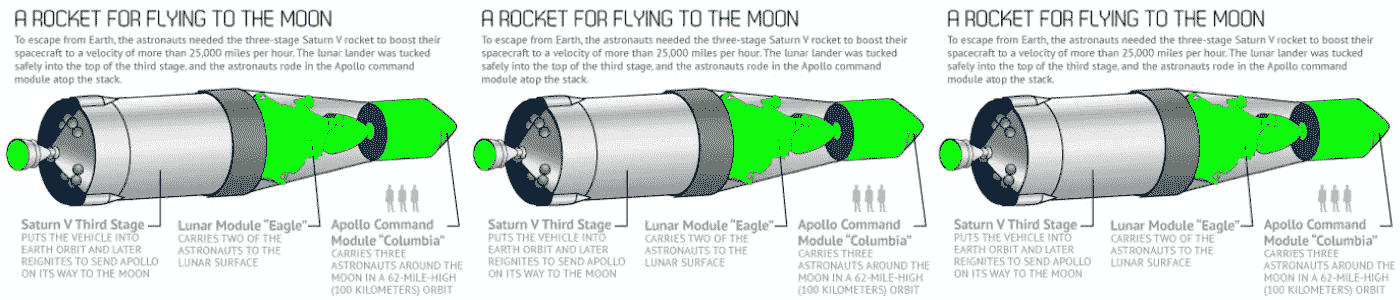 A ROCKET FOR FLYING TO THE MOON
To escape from Earth, the astronauts needed the three-stage Saturn V rocket to boost their
spacecraft to a velocity of more than 25,000 miles per hour. The lunar lander was tucked
safely into the top of the third stage, and the astronauts rode in the Apollo command
module atop the stack.
Saturn V Third Stage
PUTS THE VEHICLE INTO
EARTH ORBIT AND LATER
REIGNITES TO SEND APOLLO
ON ITS WAY TO THE MOON
Lunar Module “Eagle”
CARRIES TWO OF THE
ASTRONAUTS TO THE
LUNAR SURFACE
Apollo Command
Module “Columbia”
CARRIES THREE
ASTRONAUTS AROUND THE
MOON IN A 62-MILE-HIGH
(100 KILOMETERS) ORBIT
A ROCKET FOR FLYING TO THE MOON
To escape from Earth, the astronauts needed the three-stage Saturn V rocket to boost their
spacecraft to a velocity of more than 25,000 miles per hour. The lunar lander was tucked
safely into the top of the third stage, and the astronauts rode in the Apollo command
module atop the stack.
Saturn V Third Stage
PUTS THE VEHICLE INTO
EARTH ORBIT AND LATER
REIGNITES TO SEND APOLLO
ON ITS WAY TO THE MOON
Lunar Module “Eagle”
CARRIES TWO OF THE
ASTRONAUTS TO THE
LUNAR SURFACE
Apollo Command
Module “Columbia”
CARRIES THREE
ASTRONAUTS AROUND THE
MOON IN A 62-MILE-HIGH
(100 KILOMETERS) ORBIT
A ROCKET FOR FLYING TO THE MOON
To escape from Earth, the astronauts needed the three-stage Saturn V rocket to boost their
spacecraft to a velocity of more than 25,000 miles per hour. The lunar lander was tucked
safely into the top of the third stage, and the astronauts rode in the Apollo command
module atop the stack.
Saturn V Third Stage
PUTS THE VEHICLE INTO
EARTH ORBIT AND LATER
REIGNITES TO SEND APOLLO
ON ITS WAY TO THE MOON
Lunar Module “Eagle”
CARRIES TWO OF THE
ASTRONAUTS TO THE
LUNAR SURFACE
Apollo Command
Module “Columbia”
CARRIES THREE
ASTRONAUTS AROUND THE
MOON IN A 62-MILE-HIGH
(100 KILOMETERS) ORBIT